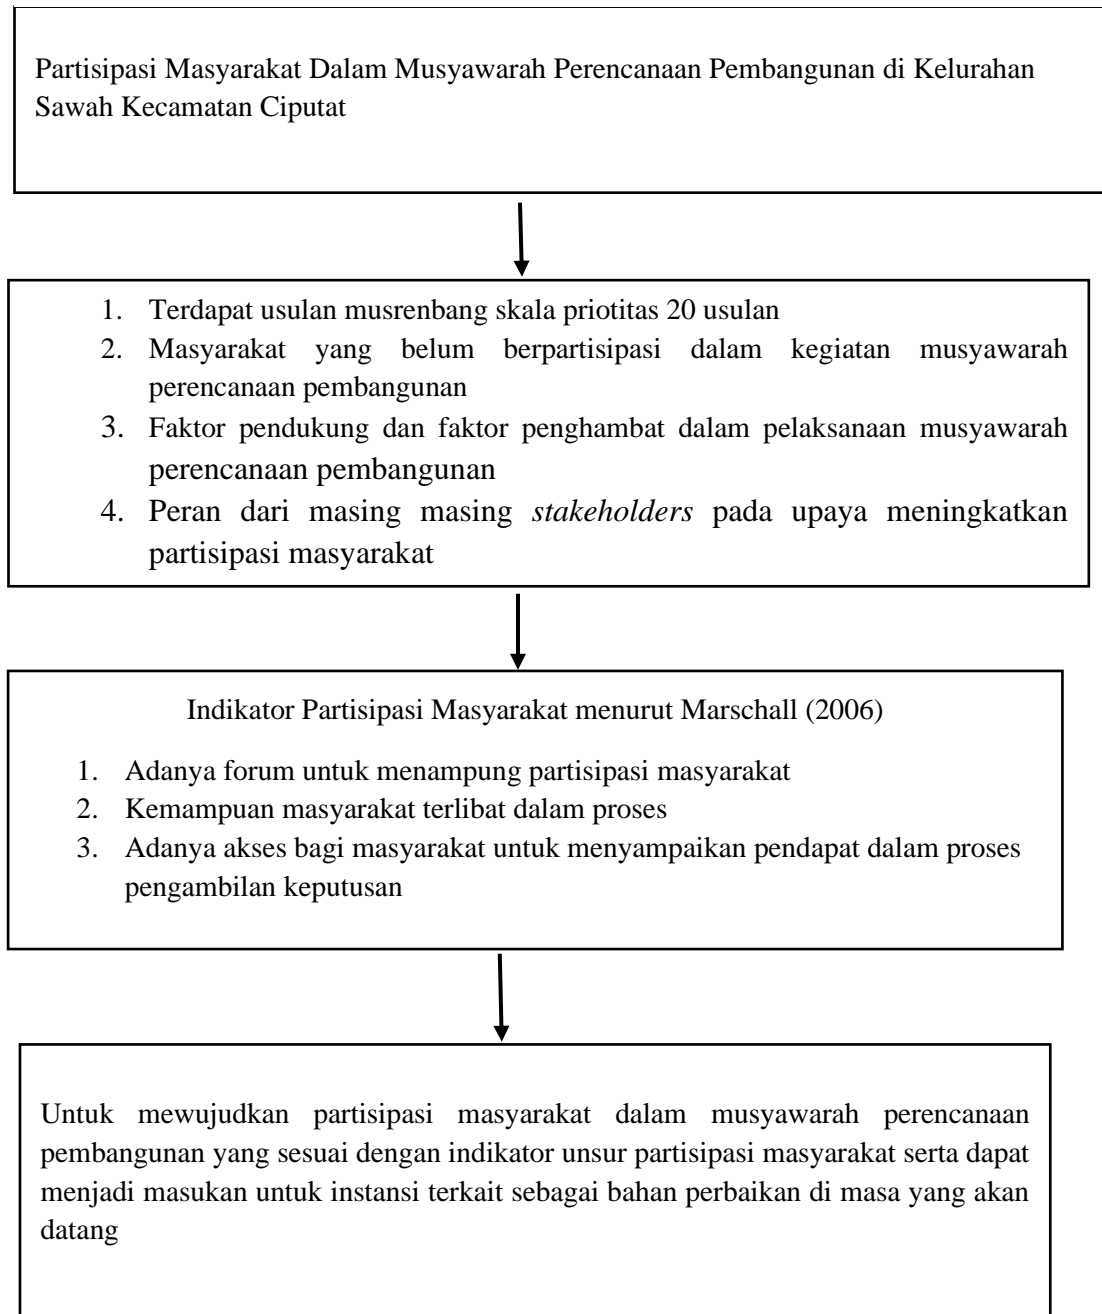 Partisipasi Masyarakat Dalam Musyawarah Perencanaan Pembangunan di Kelurahan
Sawah Kecamatan Ciputat
1. Terdapat usulan musrenbang skala priotitas 20 usulan
2. Masyarakat yang belum berpartisipasi dalam kegiatan musyawarah
perencanaan pembangunan
3. Faktor pendukung dan faktor penghambat dalam pelaksanaan musyawarah
perencanaan pembangunan
4. Peran dari masing masing stakeholders pada upaya meningkatkan
partisipasi masyarakat
Indikator Partisipasi Masyarakat menurut Marschall (2006)
1. Adanya forum untuk menampung partisipasi masyarakat
2. Kemampuan masyarakat terlibat dalam proses
3. Adanya akses bagi masyarakat untuk menyampaikan pendapat dalam proses
pengambilan keputusan
Untuk mewujudkan partisipasi masyarakat dalam musyawarah perencanaan
pembangunan yang sesuai dengan indikator unsur partisipasi masyarakat serta dapat
menjadi masukan untuk instansi terkait sebagai bahan perbaikan di masa yang akan
datang